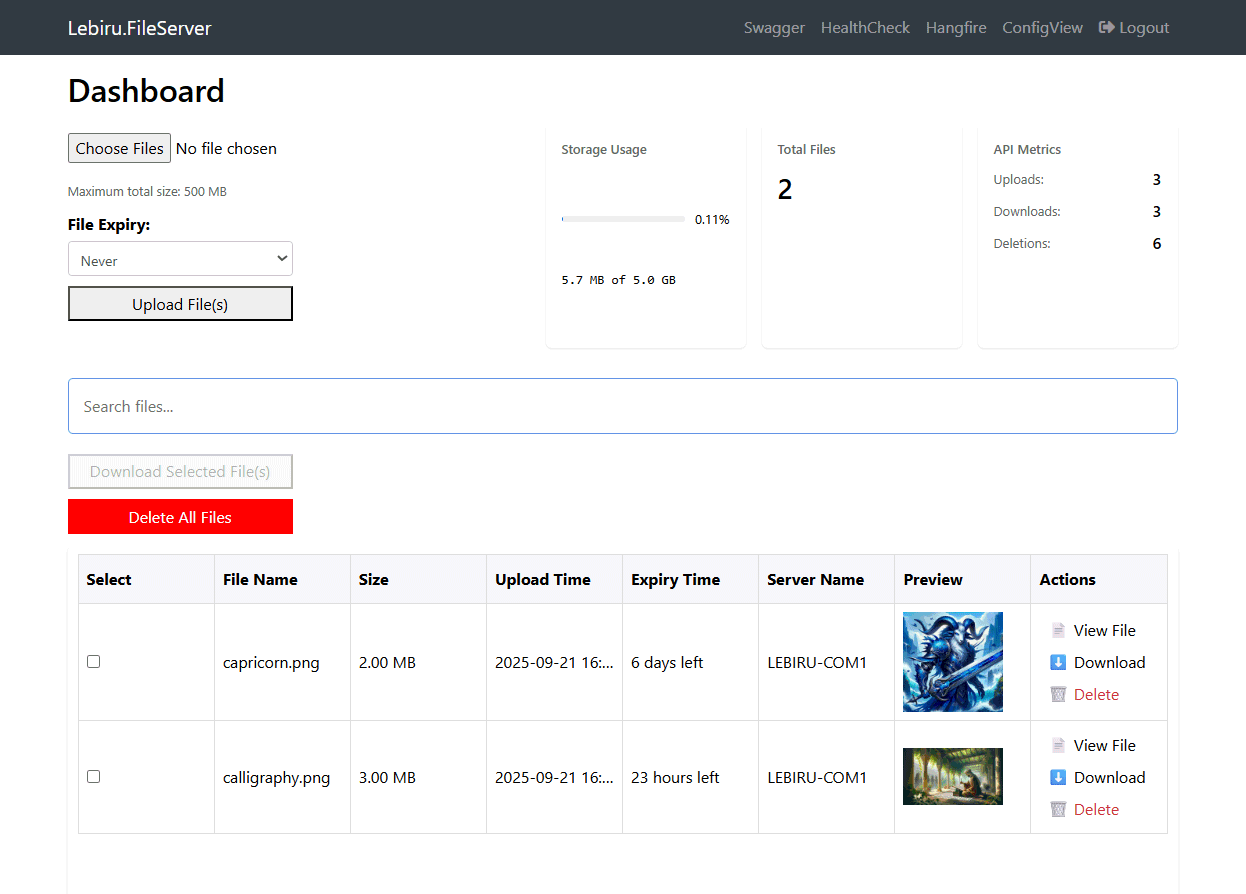 Lebiru.FileServer
Swagger HealthCheck Hangfire ConfigView Logout
Dashboard
Choose Files No file chosen
Maximum total size: 500 MB
File Expiry:
Never
Upload File(s)
Storage Usage
0.11%
5.7 MB of 5.0 GB
Total Files
2
API Metrics
Uploads: 3
Downloads: 3
Deletions: 6
Search files...
Download Selected File(s)
Delete All Files
Select File Name Size Upload Time Expiry Time Server Name Preview Actions
capricorn.png 2.00 MB 2025-09-21 16:... 6 days left LEBIRU-COM1
View File
Download
Delete
calligraphy.png 3.00 MB 2025-09-21 16:... 23 hours left LEBIRU-COM1
View File
Download
Delete